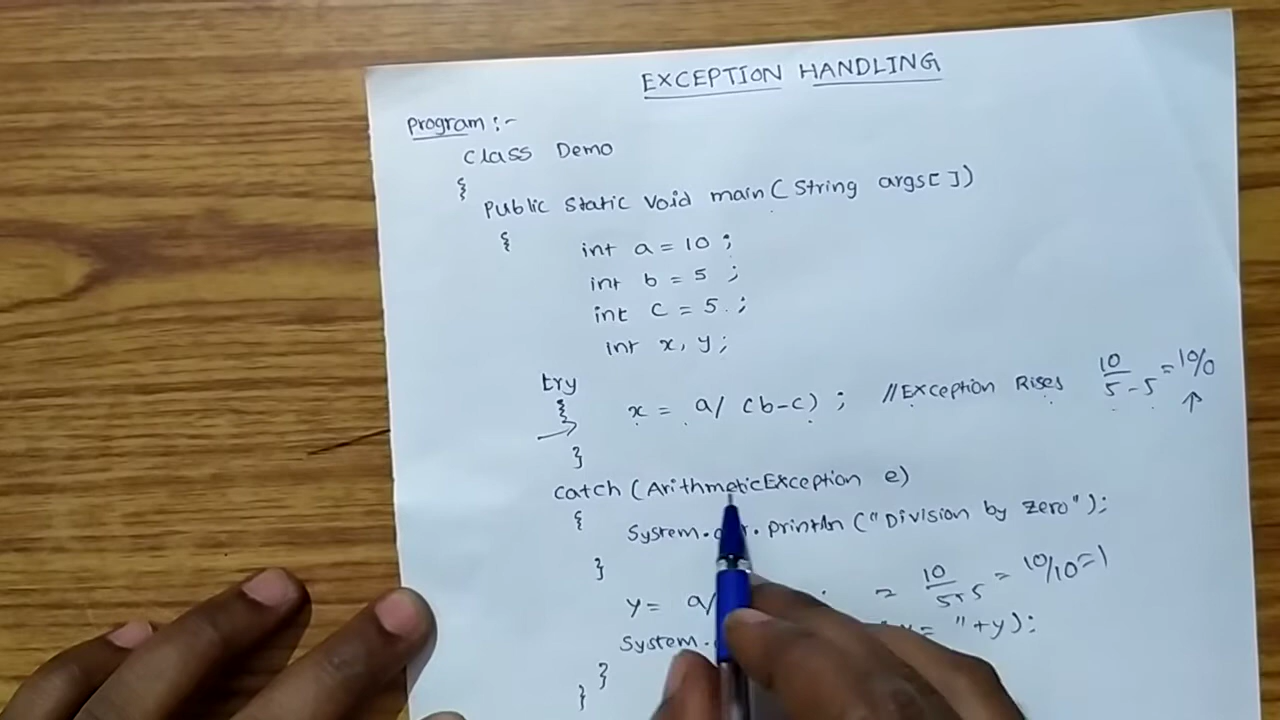 EXCEPTION HANDLING
Program :-
Class Demo
{
Public Static Void main ( String args[ ])
{
int a = 10 ;
int b = 5 ;
int c = 5 ;
int x, y ;
try
{ x = a/ (b-c) ; //Exception Rises 10/5-5 = 10/0
}
catch (ArithmeticException e)
{
System. . println ("Division by zero");
}
y = a/ = 10/5+5 = 10/10 = 1
System. = "+y);
}
}